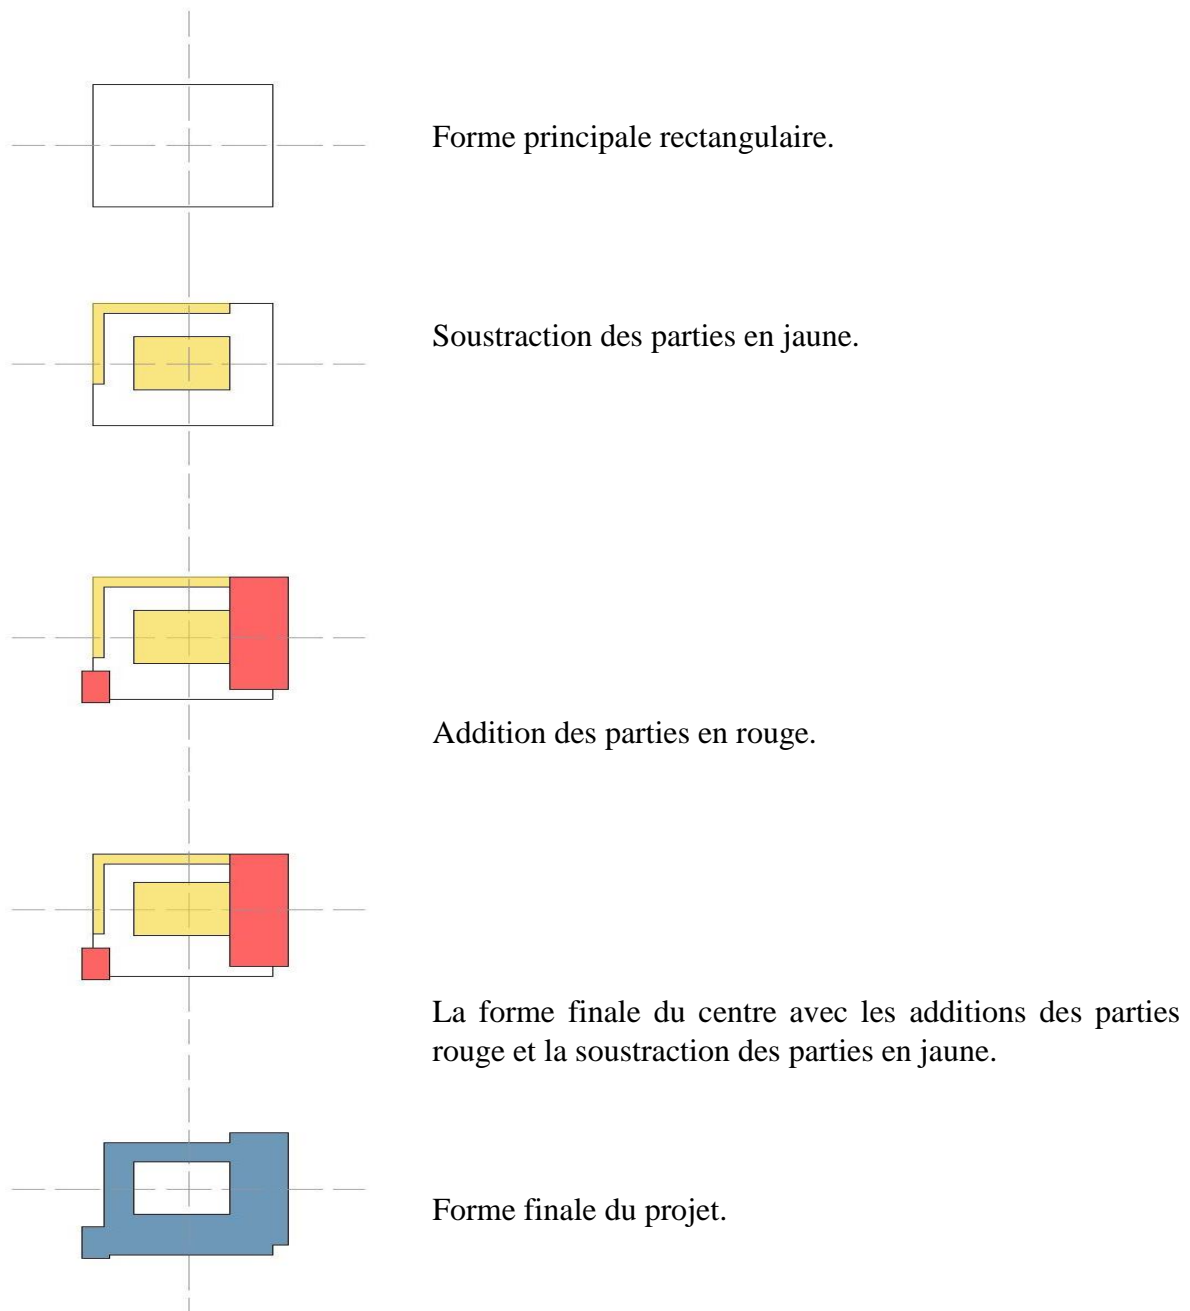 Forme principale rectangulaire.
Soustraction des parties en jaune.
Addition des parties en rouge.
La forme finale du centre avec les additions des parties
rouge et la soustraction des parties en jaune.
Forme finale du projet.